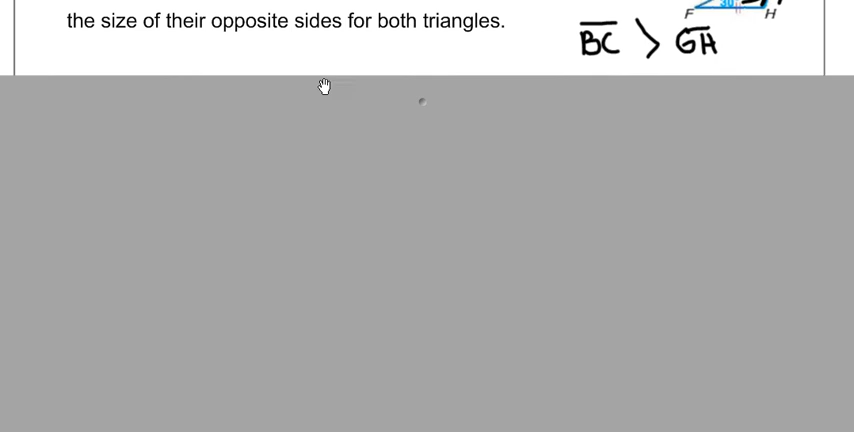 F H
the size of their opposite sides for both triangles.
BC > GH